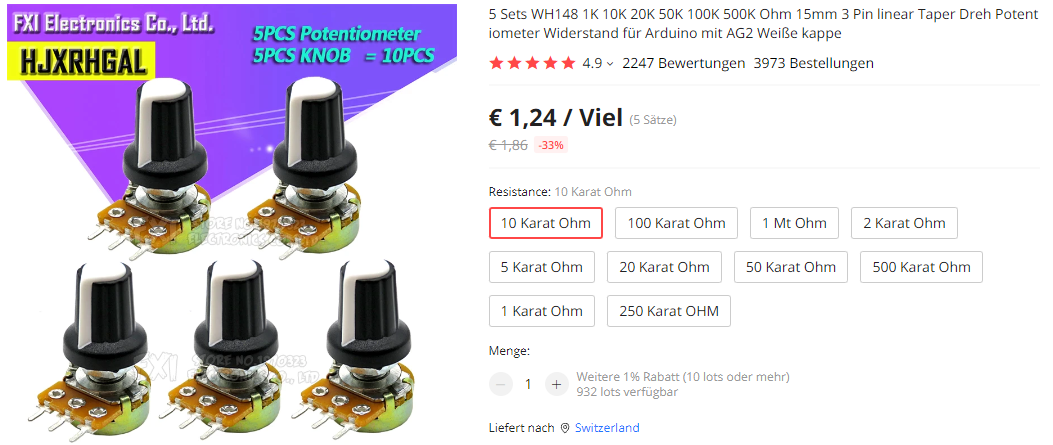 FXI Electronics Co., Ltd.
HJXRHGAL
5PCS Potentiometer
5PCS KNOB = 10PCS
5 Sets WH148 1K 10K 20K 50K 100K 500K Ohm 15mm 3 Pin linear Taper Dreh Potent
iometer Widerstand für Arduino mit AG2 Weiße kappe
4.9 2247 Bewertungen 3973 Bestellungen
€ 1,24 / Viel (5 Sätze)
€ 1,86 -33%
Resistance: 10 Karat Ohm
10 Karat Ohm 100 Karat Ohm 1 Mt Ohm 2 Karat Ohm
5 Karat Ohm 20 Karat Ohm 50 Karat Ohm 500 Karat Ohm
1 Karat Ohm 250 Karat OHM
Menge:
1
Weitere 1% Rabatt (10 lots oder mehr)
932 lots verfügbar
Liefert nach Switzerland